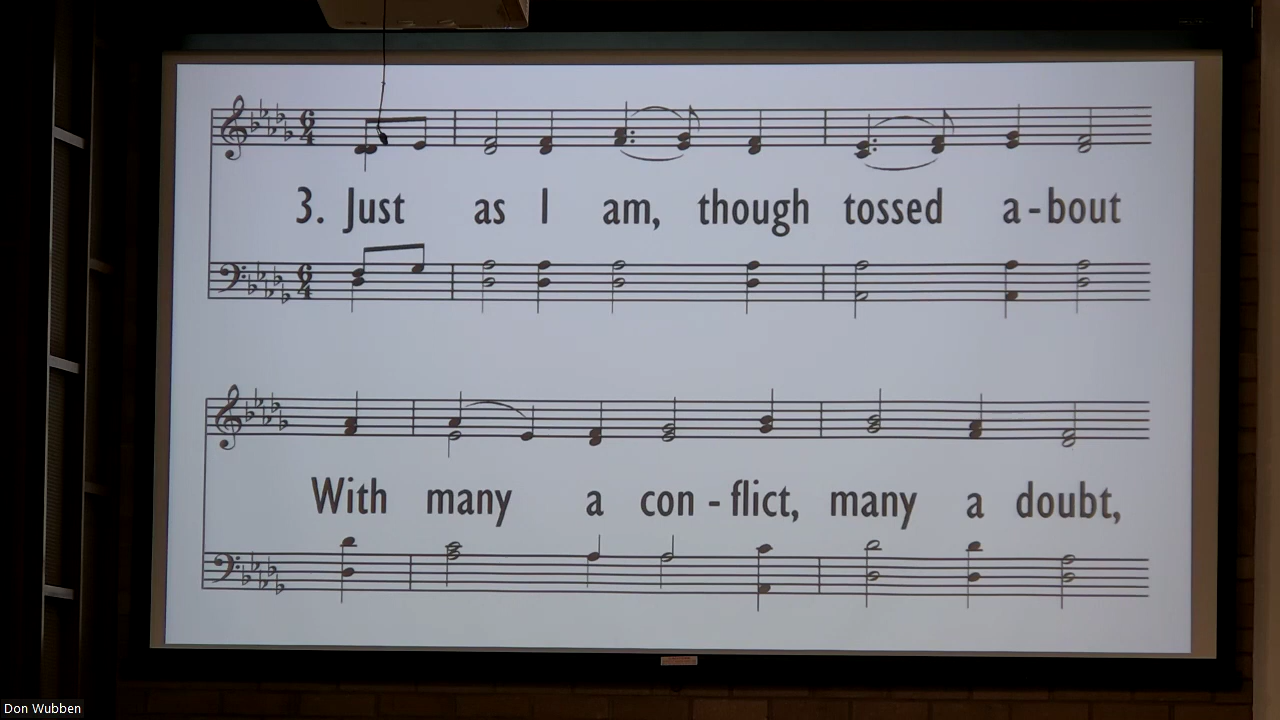 3. Just as I am, though tossed a-bout
With many a con-flict, many a doubt,
Don Wubben